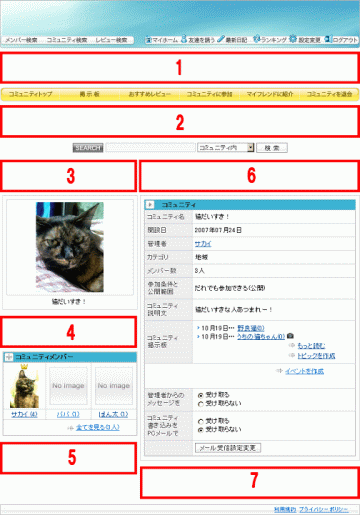 メンバー検索 コミュニティ検索 レビュー検索 マイホーム 友達を誘う 最新日記 ランキング 設定変更 ログアウト
1
コミュニティトップ 掲示板 おすすめレビュー コミュニティに参加 マイフレンドに紹介 コミュニティを退会
2
SEARCH コミュニティ内 検索
3
6
猫だいすき！
コミュニティ
コミュニティ名 猫だいすき！
開設日 2007年07月24日
管理者 サカイ
カテゴリ 地域
メンバー数 3人
参加条件と公開範囲 だれでも参加できる(公開)
コミュニティ説明文 猫だいすきな人あつまれー！
コミュニティ掲示板
10月19日… 野良猫(0)
10月19日… うちの猫ちゃん(0)
もっと読む
トピックを作成
イベントを作成
管理者からのメッセージを
受け取る
受け取らない
コミュニティ書き込みをPCメールで
受け取る
受け取らない
メール受信設定変更
4
コミュニティメンバー
No image No image
サカイ(4) パパ(1) ぽん太(1)
全てを見る(3人)
5
7
利用規約 プライバシーポリシー